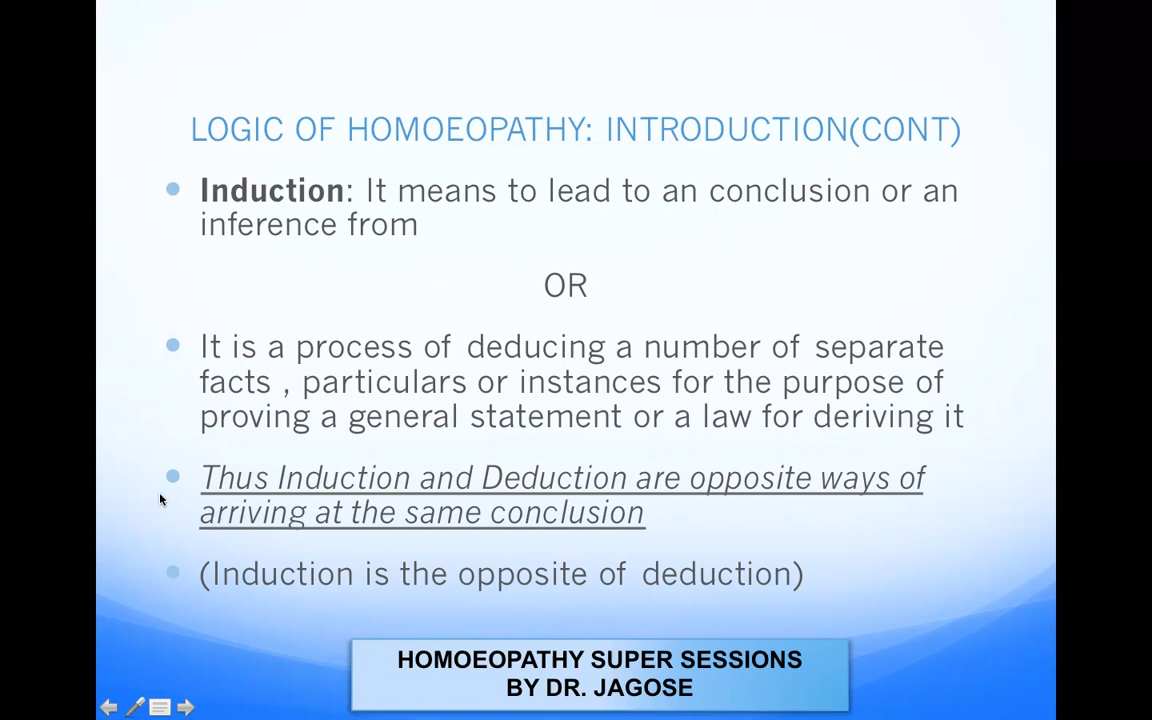 LOGIC OF HOMOEOPATHY: INTRODUCTION(CONT)
Induction: It means to lead to an conclusion or an
inference from
OR
It is a process of deducing a number of separate
facts , particulars or instances for the purpose of
proving a general statement or a law for deriving it
Thus Induction and Deduction are opposite ways of
arriving at the same conclusion
(Induction is the opposite of deduction)
HOMOEOPATHY SUPER SESSIONS
BY DR. JAGOSE